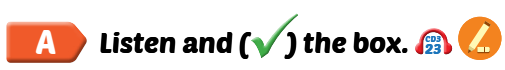 A Listen and (✓) the box. CD3 23